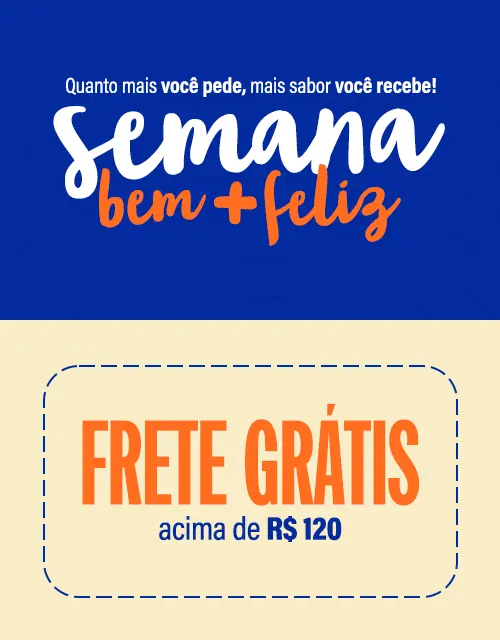 Quanto mais você pede, mais sabor você recebe!
semana
bem + feliz
FRETE GRÁTIS
acima de R$ 120